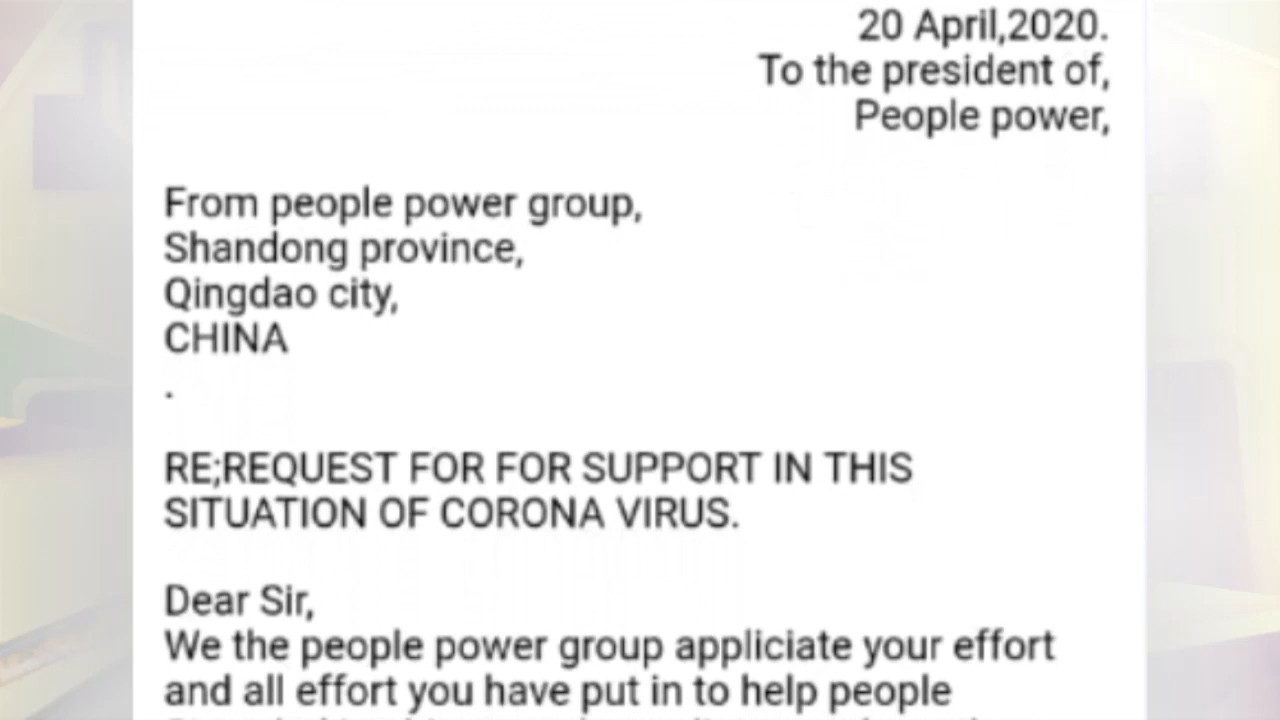 20 April,2020.
To the president of,
People power,
From people power group,
Shandong province,
Qingdao city,
CHINA
.
RE;REQUEST FOR FOR SUPPORT IN THIS
SITUATION OF CORONA VIRUS.
Dear Sir,
We the people power group appliciate your effort
and all effort you have put in to help people